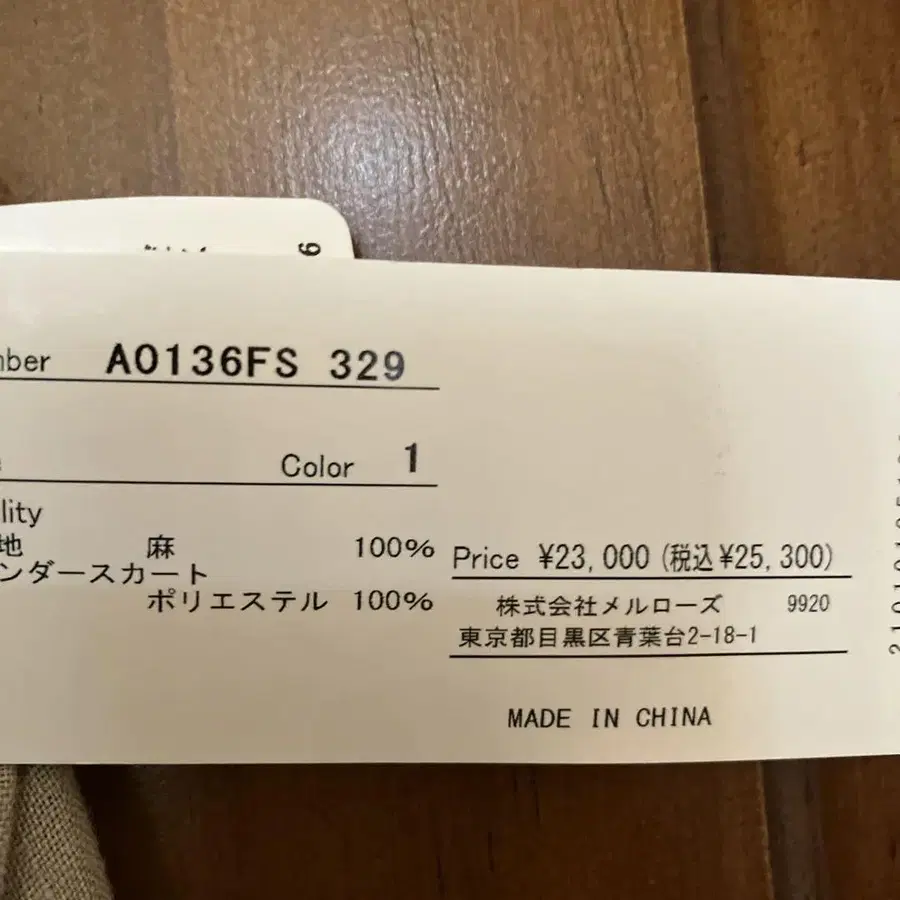 mber A0136FS 329
Color 1
lity
地 麻 100%
ンダースカート
ポリエステル 100%
Price ¥23,000 (税込¥25,300)
株式会社メルローズ 9920
東京都目黒区青葉台2-18-1
MADE IN CHINA